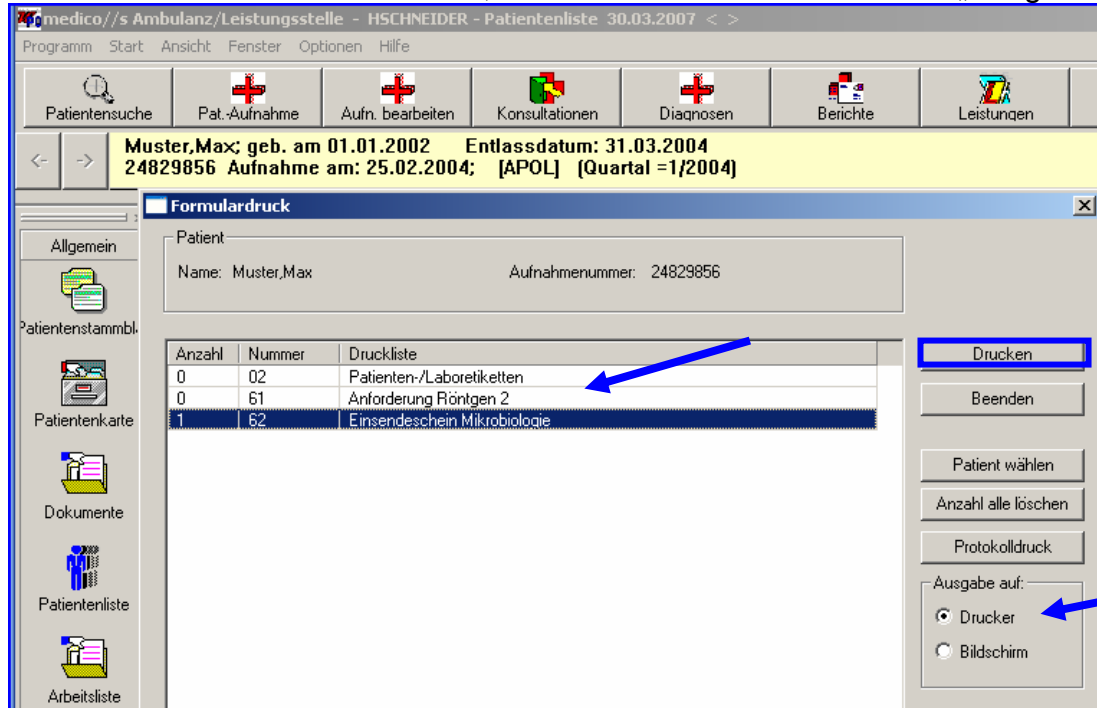 medico//s Ambulanz/Leistungsstelle - HSCHNEIDER - Patientenliste 30.03.2007 < >
Programm Start Ansicht Fenster Optionen Hilfe
Patientensuche Pat.-Aufnahme Aufn. bearbeiten Konsultationen Diagnosen Berichte Leistungen
<- -> Muster,Max; geb. am 01.01.2002 Entlassdatum: 31.03.2004
24829856 Aufnahme am: 25.02.2004; [APOL] (Quartal =1/2004)
Formulardruck
Allgemein
Patient
Name: Muster,Max Aufnahmenummer: 24829856
Patientenstammbl
Anzahl Nummer Druckliste
0 02 Patienten-/Laboretiketten
0 61 Anforderung Röntgen 2
1 62 Einsendeschein Mikrobiologie
Drucken
Beenden
Patient wählen
Anzahl alle löschen
Protokolldruck
Ausgabe auf:
Drucker
Bildschirm
Patientenkarte
Dokumente
Patientenliste
Arbeitsliste